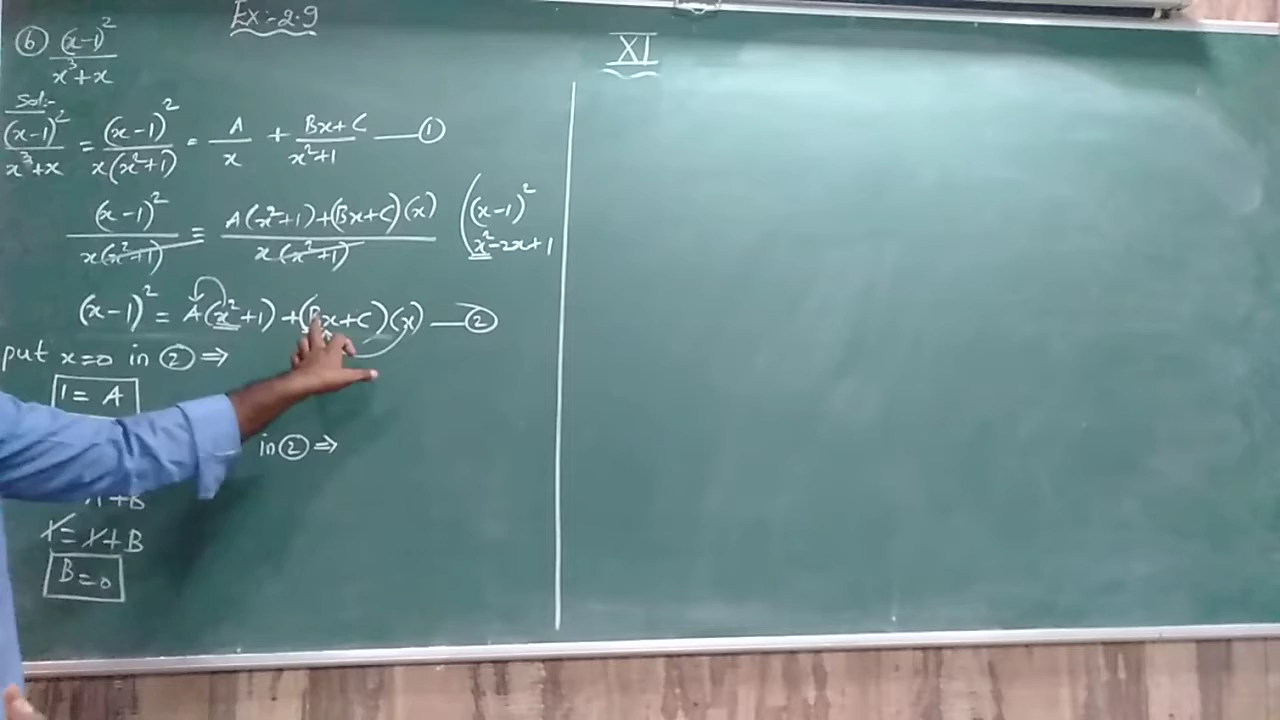 Ex:-2.9
XI
⑥ (x-1)² / x³+x
Sol:-
(x-1)² / x³+x = (x-1)² / x(x²+1) = A / x + Bx+C / x²+1 —①
(x-1)² / x(x²+1) = A(x²+1)+(Bx+C)(x) / x(x²+1)
(x-1)²
x²-2x+1
(x-1)² = A(x²+1)+(Bx+C)(x) —②
put x=0 in ② ⇒
1 = A
in ② ⇒
A+B
1 = 1+B
B=0